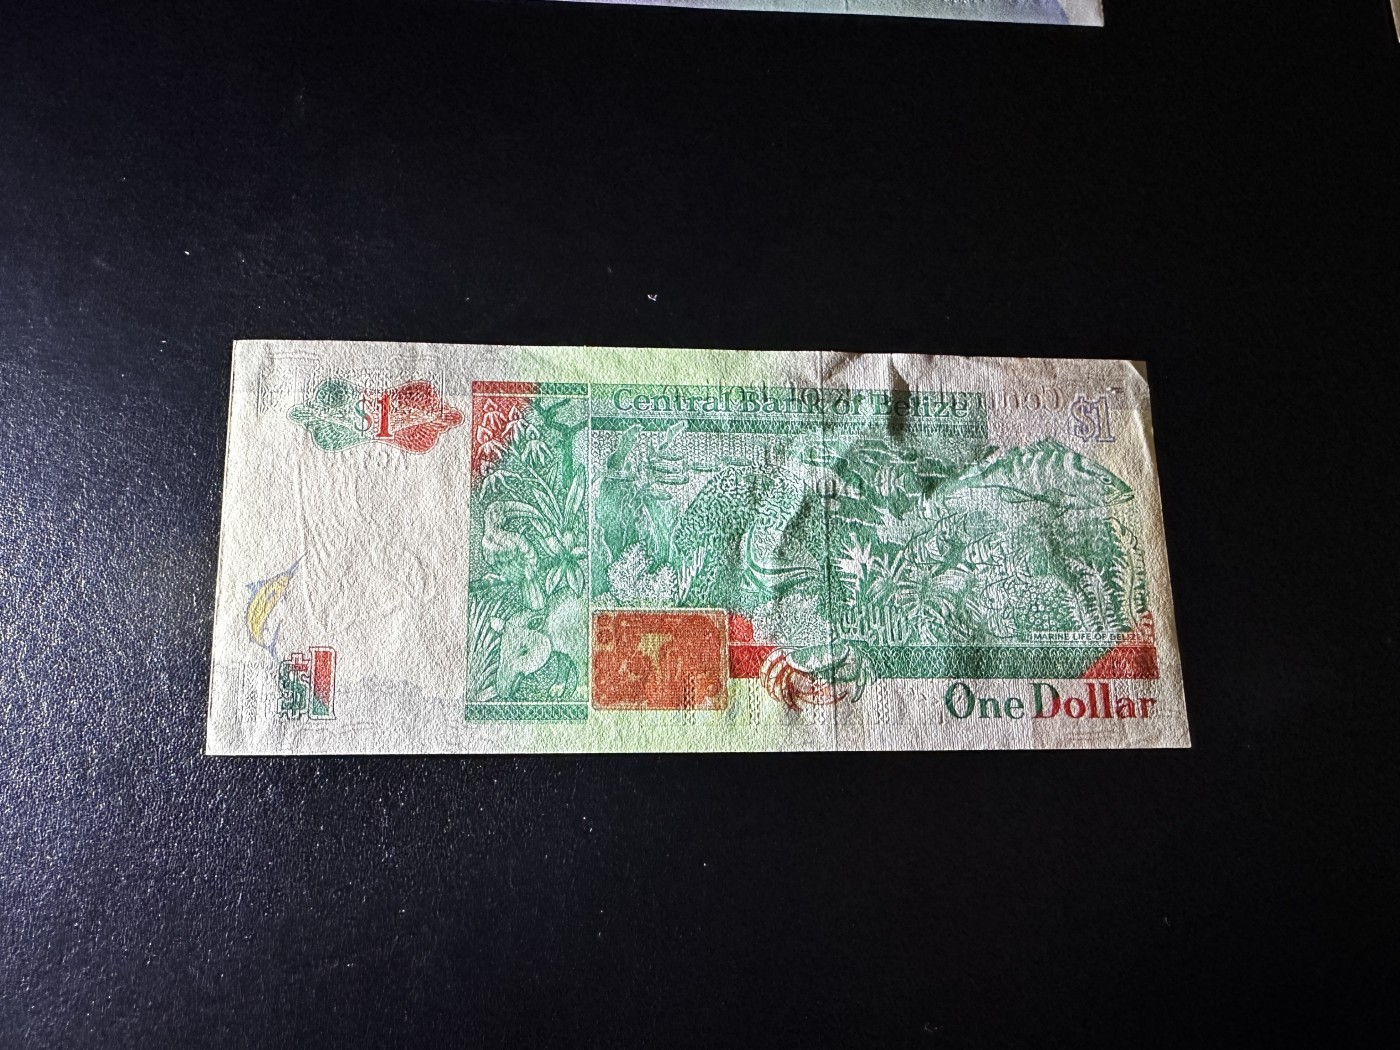 $1
Central Bank of Belize
$1
MARINE LIFE OF BELIZE
$1
One Dollar